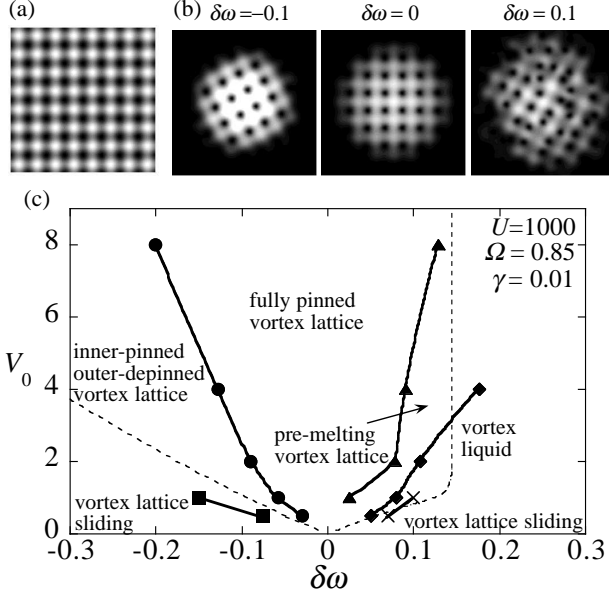 (a)
(b) δω=−0.1 δω=0 δω=0.1
(c)
8
6
4
2
0
V₀
-0.3 -0.2 -0.1 0 0.1 0.2 0.3
δω
U=1000
Ω = 0.85
γ = 0.01
fully pinned
vortex lattice
inner-pinned
outer-depinned
vortex lattice
pre-melting
vortex lattice
vortex
liquid
vortex lattice
sliding
vortex lattice sliding